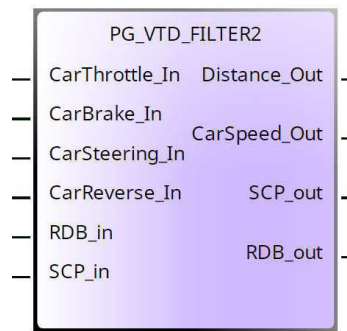 PG_VTD_FILTER2
CarThrottle_In Distance_Out
CarBrake_In
CarSpeed_Out
CarSteering_In
CarReverse_In SCP_out
RDB_in
RDB_out
SCP_in